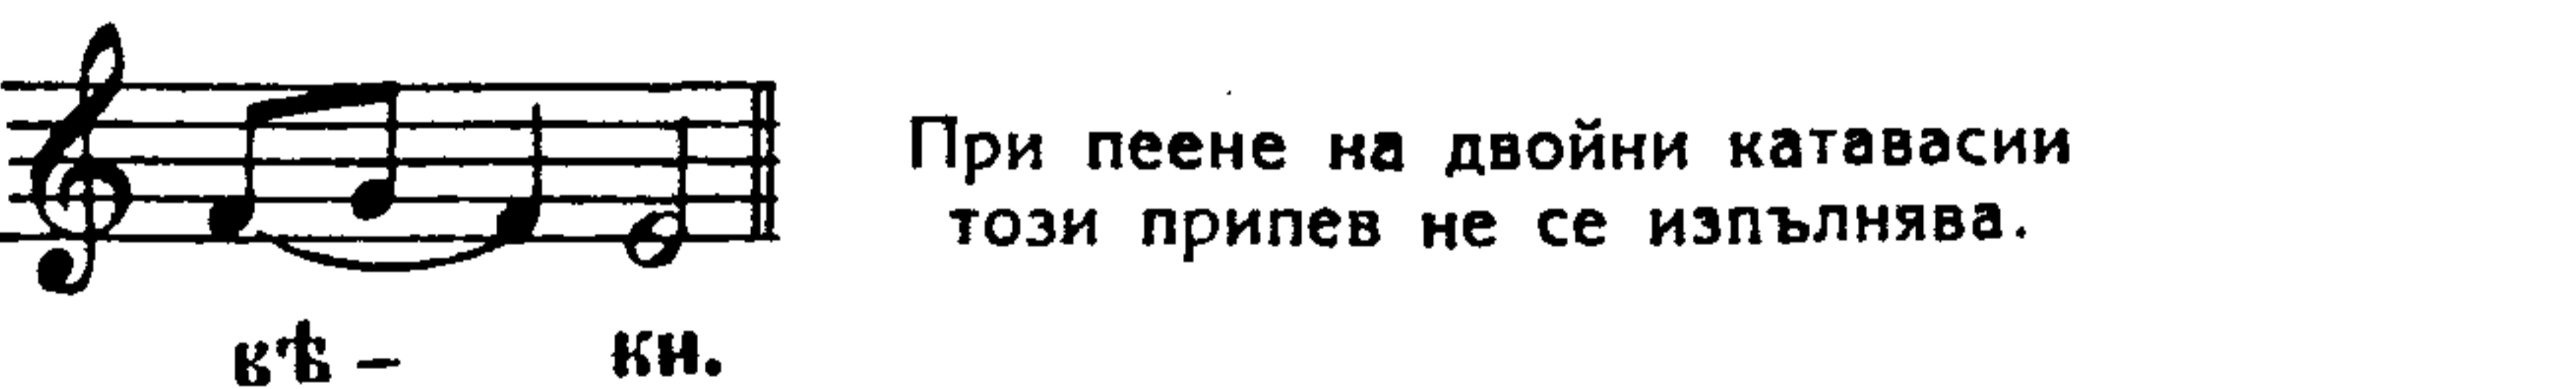 При пеене на двойни катавасии
този припев не се изпълнява.
вѣ - ки.